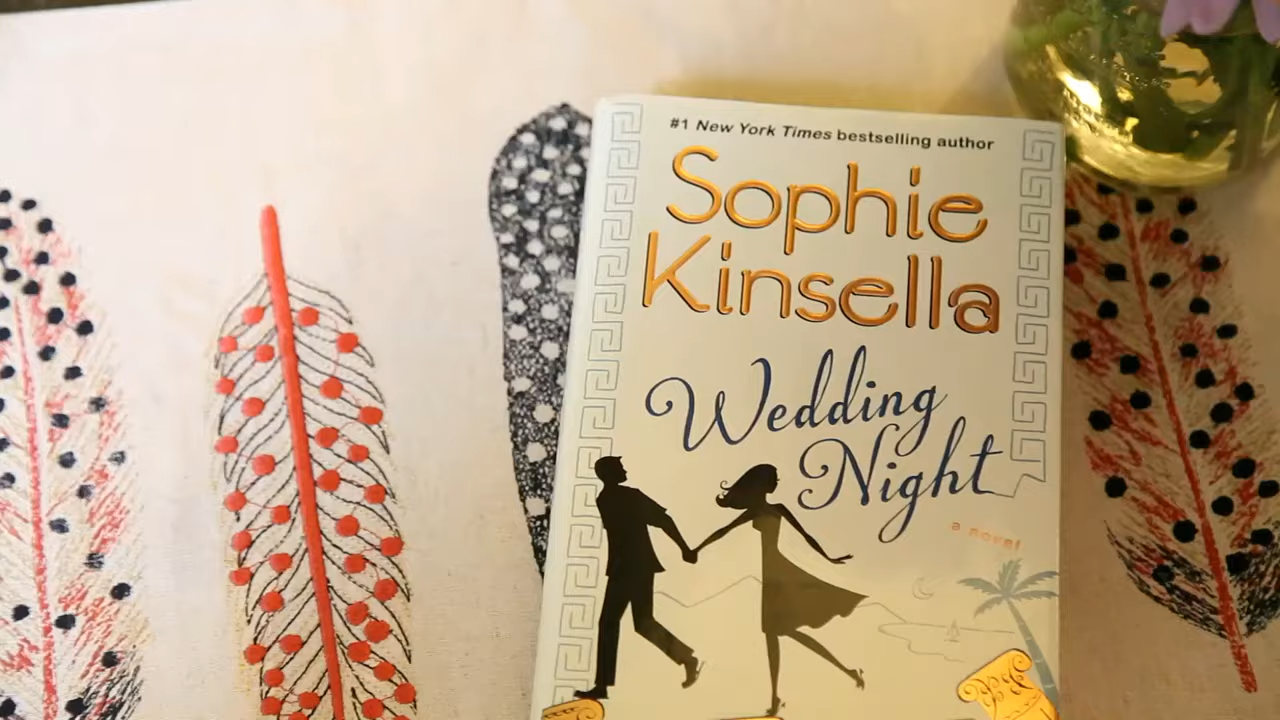 #1 New York Times bestselling author
Sophie
Kinsella
Wedding
Night
a novel